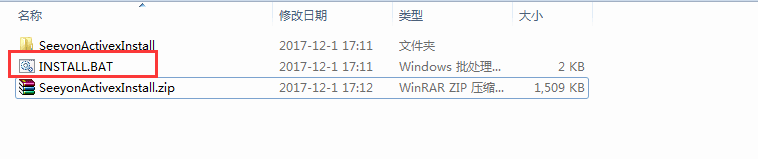 名称 修改日期 类型 大小
SeeyonActivexInstall 2017-12-1 17:11 文件夹
INSTALL.BAT 2017-12-1 17:11 Windows 批处理... 2 KB
SeeyonActivexInstall.zip 2017-12-1 17:12 WinRAR ZIP 压缩... 1,509 KB